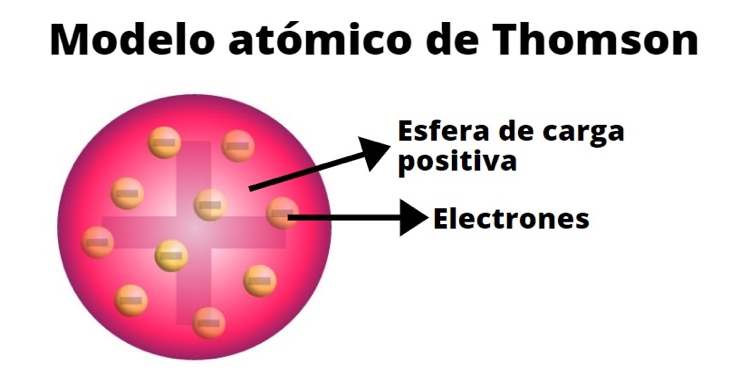 Modelo atómico de Thomson
Esfera de carga
positiva
Electrones